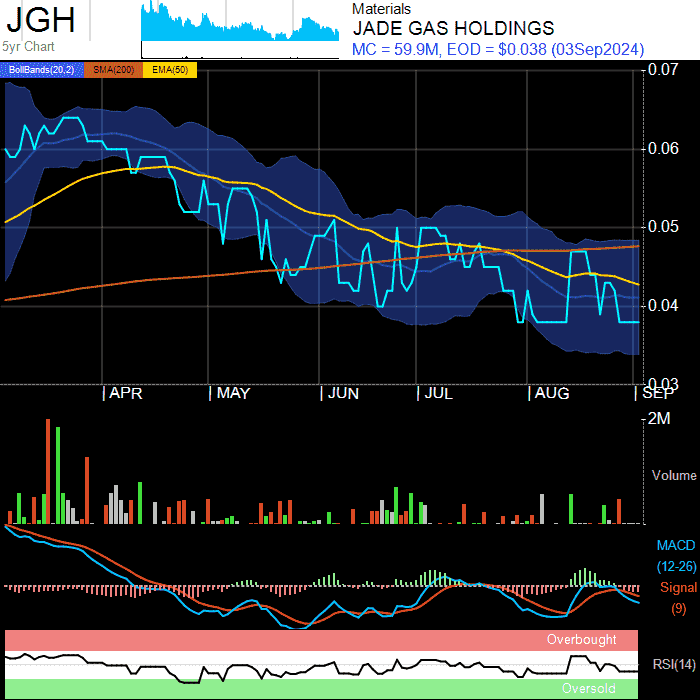 JGH
5yr Chart
Materials
JADE GAS HOLDINGS
MC = 59.9M, EOD = $0.038 (03Sep2024)
BollBands(20,2) SMA(200) EMA(50)
0.07
0.06
0.05
0.04
0.03
APR MAY JUN JUL AUG SEP
2M
Volume
MACD
(12-26)
Signal
(9)
Overbought
RSI(14)
Oversold